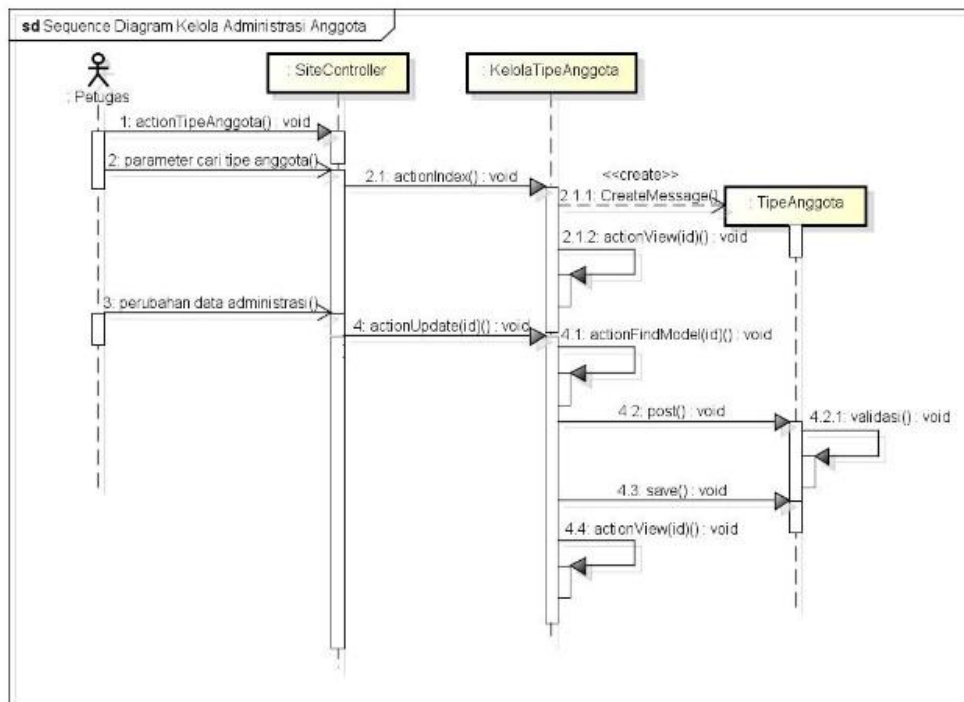 sd Sequence Diagram Kelola Administrasi Anggota
: Petugas
: SiteController
: KelolaTipeAnggota
1: actionTipeAnggota() : void
2: parameter cari tipe anggota()
2.1: actionIndex() : void
<<create>>
2.1.1: CreateMessage()
: TipeAnggota
2.1.2: actionView(id)() : void
3: perubahan data administrasi()
4: actionUpdate(id)() : void
4.1: actionFindModel(id)() : void
4.2: post() : void
4.2.1: validasi() : void
4.3: save() : void
4.4: actionView(id)() : void